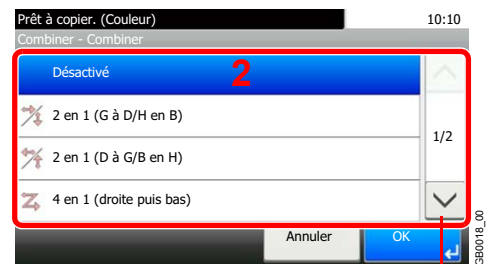 Prêt à copier. (Couleur) 10:10
Combiner - Combiner
Désactivé 2
2 en 1 (G à D/H en B)
1/2
2 en 1 (D à G/B en H)
4 en 1 (droite puis bas)
Annuler OK
GB0018_00